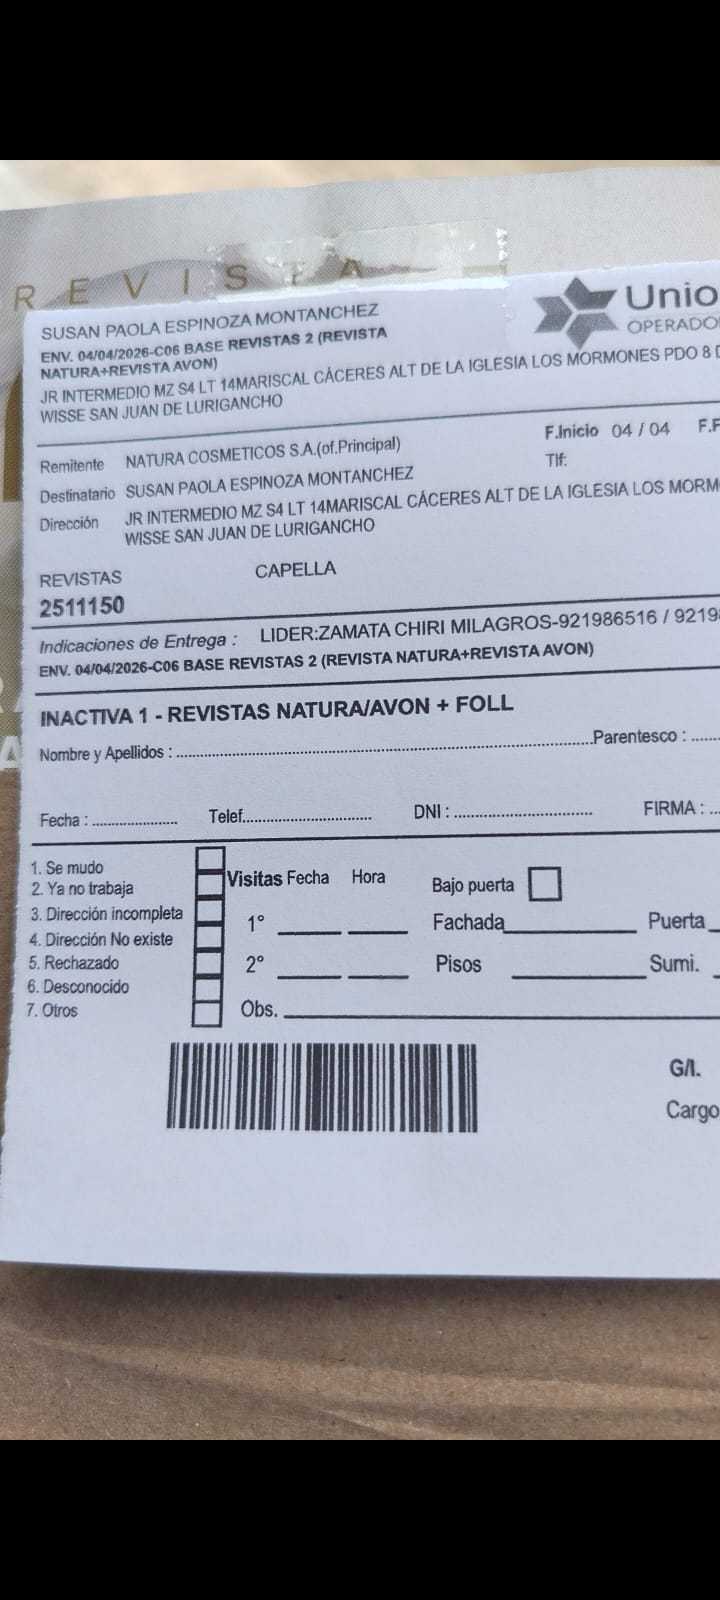 REVISTA
SUSAN PAOLA ESPINOZA MONTANCHEZ
ENV. 04/04/2026-C06 BASE REVISTAS 2 (REVISTA
NATURA+REVISTA AVON)
JR INTERMEDIO MZ S4 LT 14MARISCAL CÁCERES ALT DE LA IGLESIA LOS MORMONES PDO 8 D
WISSE SAN JUAN DE LURIGANCHO
Unio
OPERADO
Remitente NATURA COSMETICOS S.A.(of.Principal)
F.Inicio 04 / 04 F.F
Destinatario SUSAN PAOLA ESPINOZA MONTANCHEZ
Tlf:
Dirección JR INTERMEDIO MZ S4 LT 14MARISCAL CÁCERES ALT DE LA IGLESIA LOS MORM
WISSE SAN JUAN DE LURIGANCHO
REVISTAS CAPELLA
2511150
Indicaciones de Entrega : LIDER:ZAMATA CHIRI MILAGROS-921986516 / 9219
ENV. 04/04/2026-C06 BASE REVISTAS 2 (REVISTA NATURA+REVISTA AVON)
INACTIVA 1 - REVISTAS NATURA/AVON + FOLL
Nombre y Apellidos : Parentesco :
Fecha : Telef. DNI : FIRMA :
1. Se mudo
2. Ya no trabaja
3. Dirección incompleta
4. Dirección No existe
5. Rechazado
6. Desconocido
7. Otros
Visitas Fecha Hora Bajo puerta
1° Fachada Puerta
2° Pisos Sumi.
Obs.
G/I.
Cargo